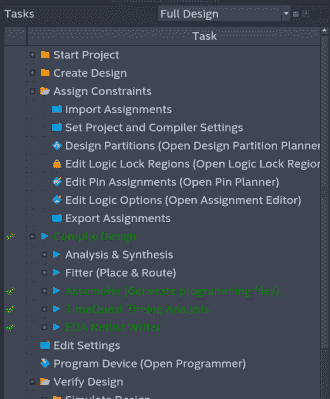 Tasks Full Design
Task
Start Project
Create Design
Assign Constraints
Import Assignments
Set Project and Compiler Settings
Design Partitions (Open Design Partition Planner
Edit Logic Lock Regions (Open Logic Lock Region
Edit Pin Assignments (Open Pin Planner)
Edit Logic Options (Open Assignment Editor)
Export Assignments
Compile Design
Analysis & Synthesis
Fitter (Place & Route)
Assembler (Generate programming files)
TimeQuest Timing Analysis
EDA Netlist Writer
Edit Settings
Program Device (Open Programmer)
Verify Design
Simulate Design